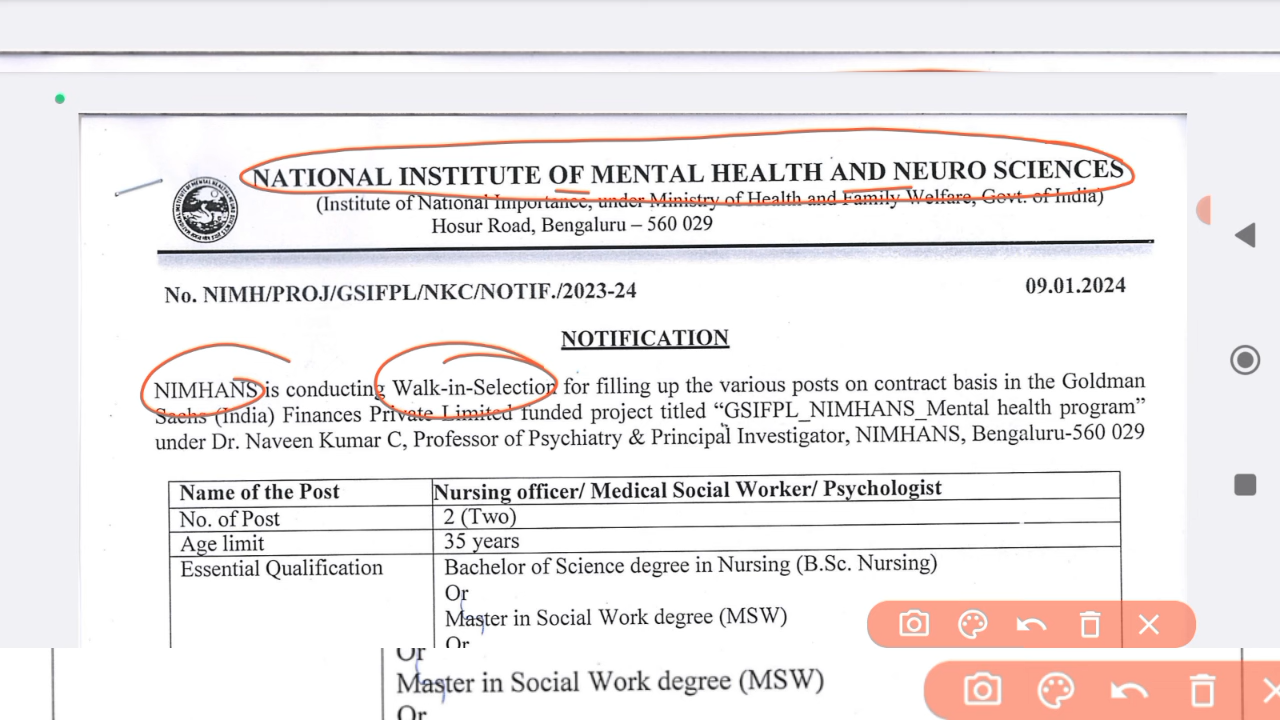 NATIONAL INSTITUTE OF MENTAL HEALTH AND NEURO SCIENCES
(Institute of National Importance, under Ministry of Health and Family Welfare, Govt. of India)
Hosur Road, Bengaluru – 560 029
No. NIMH/PROJ/GSIFPL/NKC/NOTIF./2023-24 09.01.2024
NOTIFICATION
NIMHANS is conducting Walk-in-Selection for filling up the various posts on contract basis in the Goldman
Sachs (India) Finances Private Limited funded project titled “GSIFPL_NIMHANS_Mental health program”
under Dr. Naveen Kumar C, Professor of Psychiatry & Principal Investigator, NIMHANS, Bengaluru-560 029
Name of the Post Nursing officer/ Medical Social Worker/ Psychologist
No. of Post 2 (Two)
Age limit 35 years
Essential Qualification Bachelor of Science degree in Nursing (B.Sc. Nursing)
Or
Master in Social Work degree (MSW)
Or
Or
Master in Social Work degree (MSW)
Or